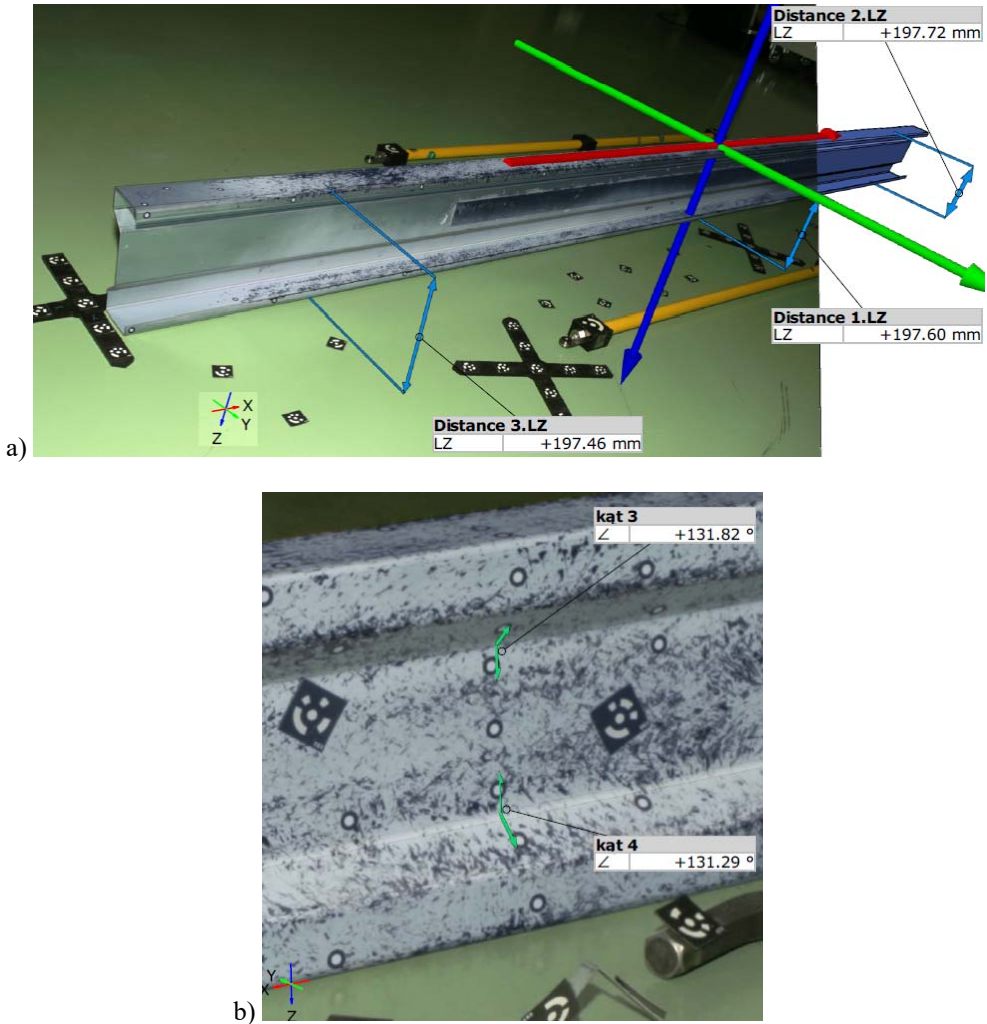 Distance 2.LZ
LZ +197.72 mm
Distance 1.LZ
LZ +197.60 mm
X
Y
Z
Distance 3.LZ
LZ +197.46 mm
a)
kąt 3
∠ +131.82 °
kąt 4
∠ +131.29 °
Y
X
Z
b)